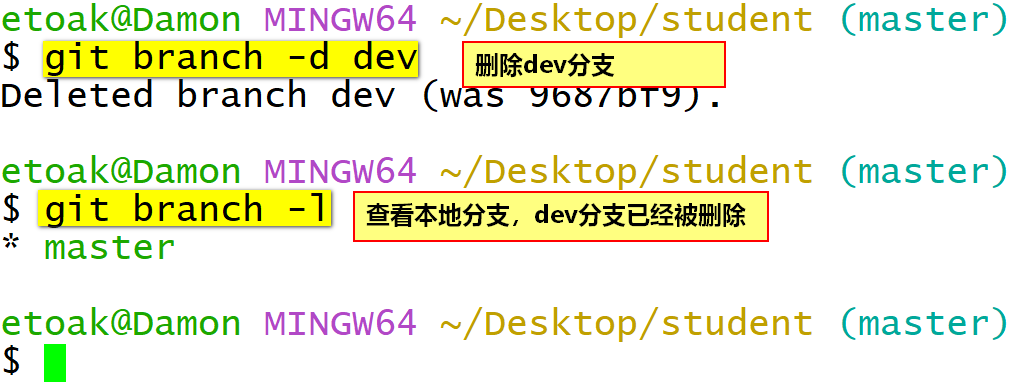 etoak@Damon MINGW64 ~/Desktop/student (master)
$ git branch -d dev
删除dev分支
Deleted branch dev (was 9687bf9).
etoak@Damon MINGW64 ~/Desktop/student (master)
$ git branch -l
查看本地分支，dev分支已经被删除
* master
etoak@Damon MINGW64 ~/Desktop/student (master)
$